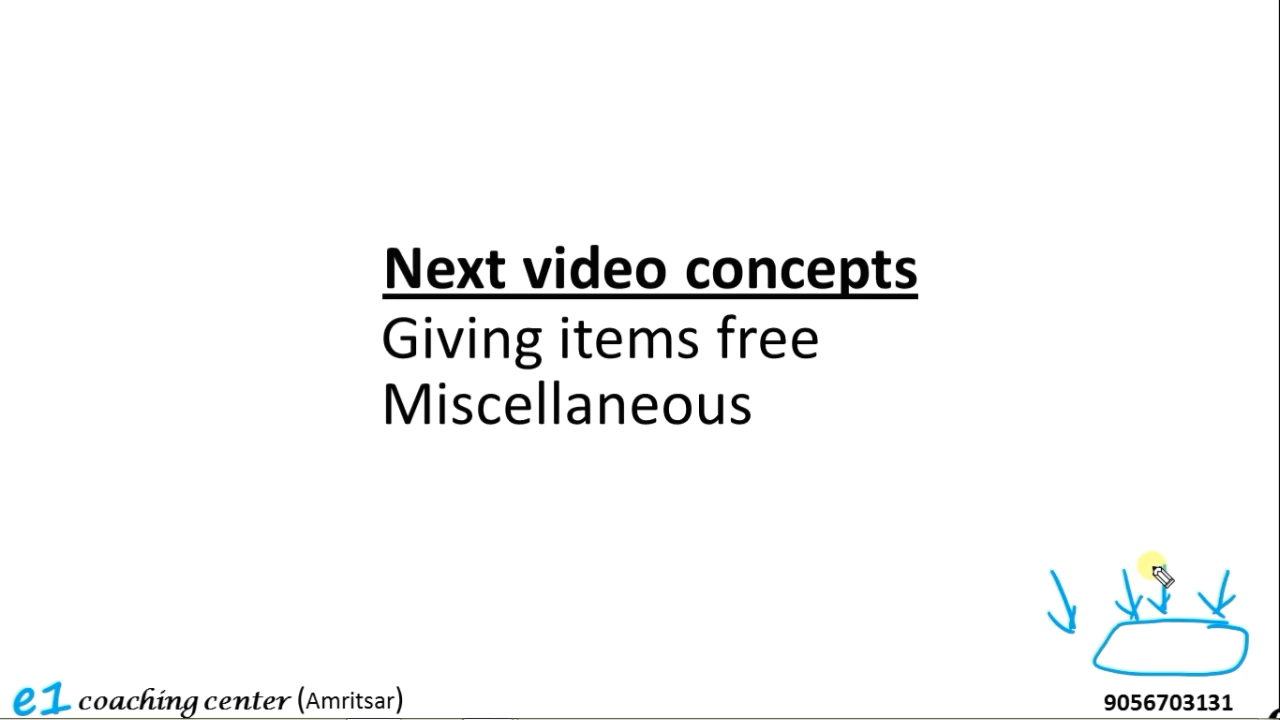 Next video concepts
Giving items free
Miscellaneous
e1 coaching center (Amritsar)
9056703131